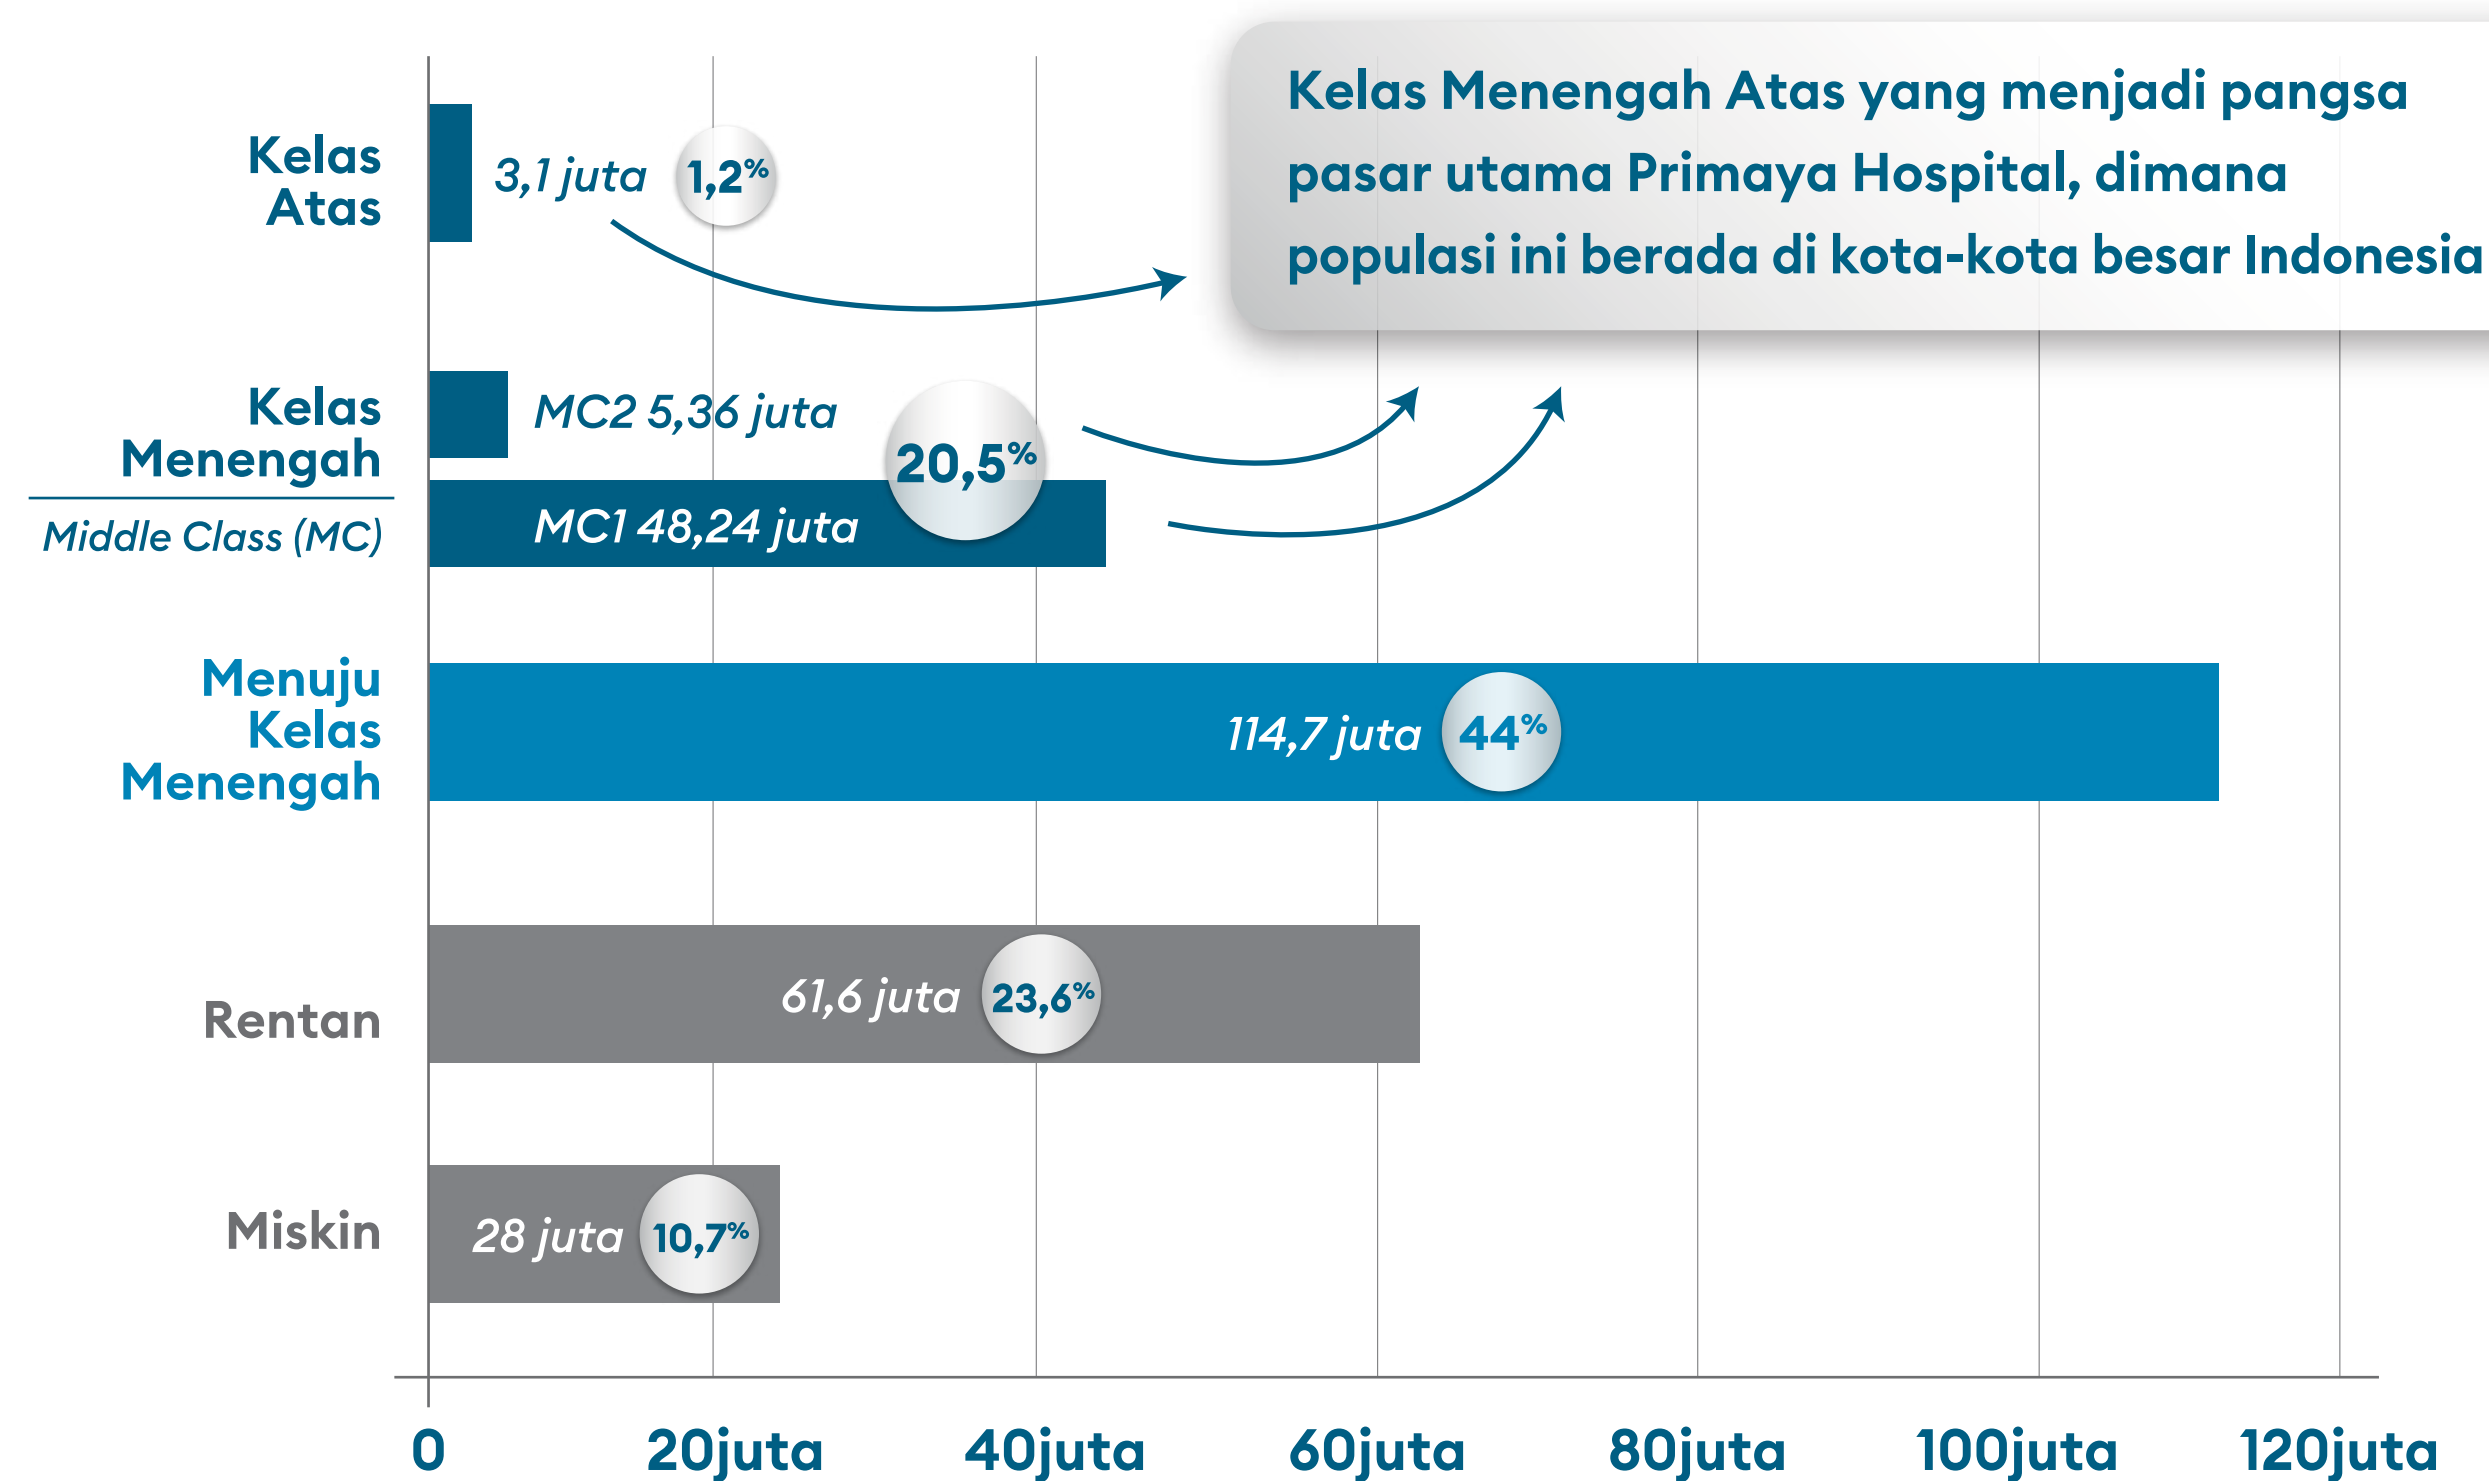 Kelas Menengah Atas yang menjadi pangsa
pasar utama Primaya Hospital, dimana
populasi ini berada di kota-kota besar Indonesia
Kelas
Atas
3,1 juta
1,2%
Kelas
Menengah
Middle Class (MC)
MC2 5,36 juta
20,5%
MC1 48,24 juta
Menuju
Kelas
Menengah
114,7 juta
44%
Rentan
61,6 juta
23,6%
Miskin
28 juta
10,7%
0
20juta
40juta
60juta
80juta
100juta
120juta